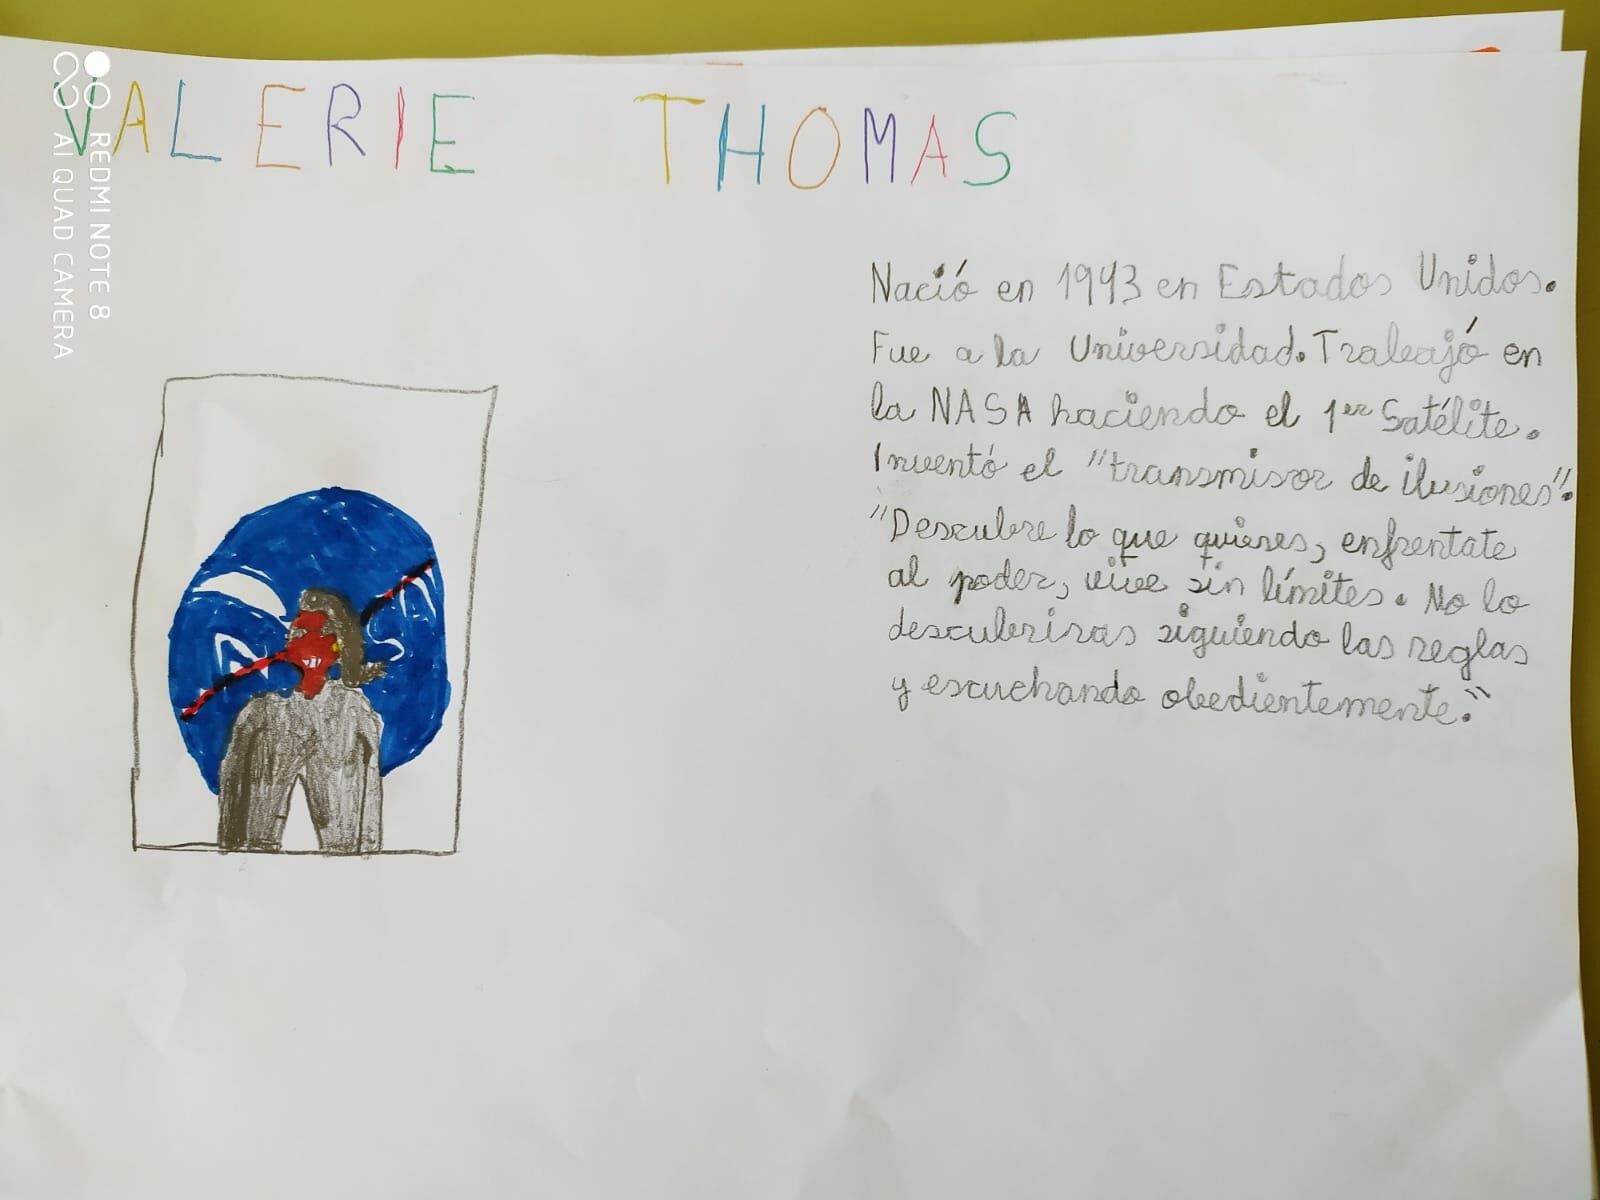 VALERIE THOMAS
Nació en 1943 en Estados Unidos.
Fue a la Universidad. Trabajó en
la NASA haciendo el 1er Satélite.
Inventó el "transmisor de ilusiones".
"Descubre lo que quieres, enfrentate
al poder, vive sin límites. No lo
descubriras siguiendo las reglas
y escuchando obedientemente."
REDMI NOTE 8
AI QUAD CAMERA